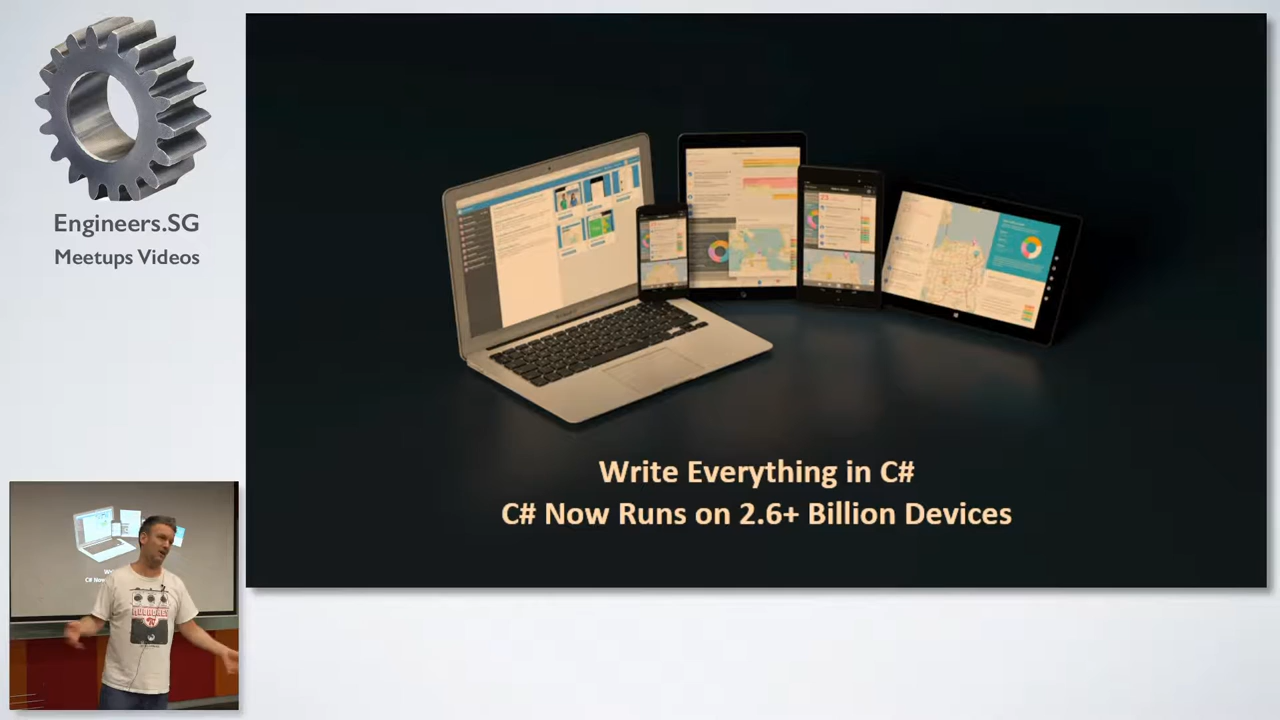 Engineers.SG
Meetups Videos
Write Everything in C#
C# Now Runs on 2.6+ Billion Devices